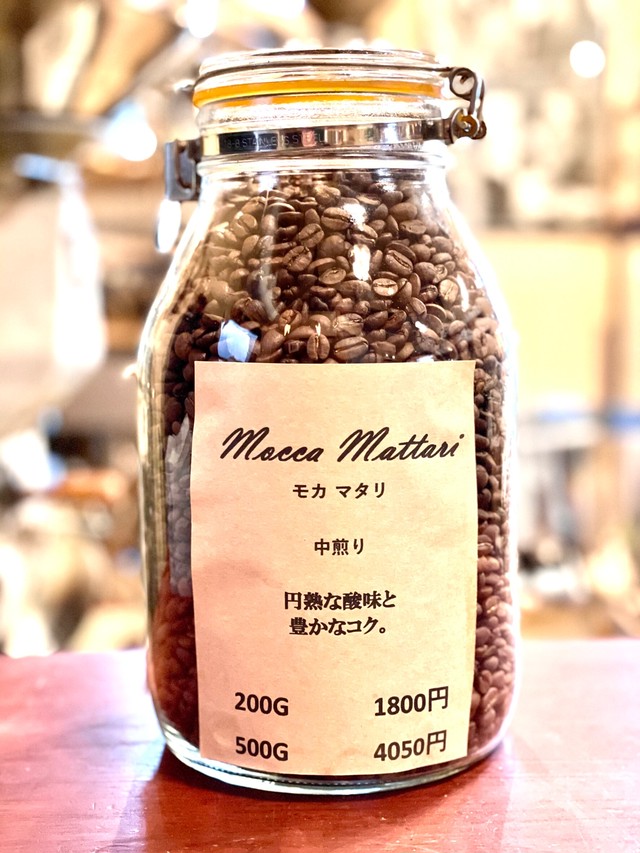 Mocca Mattari
モカ マタリ
中煎り
円熟な酸味と
豊かなコク。
200G 1800円
500G 4050円